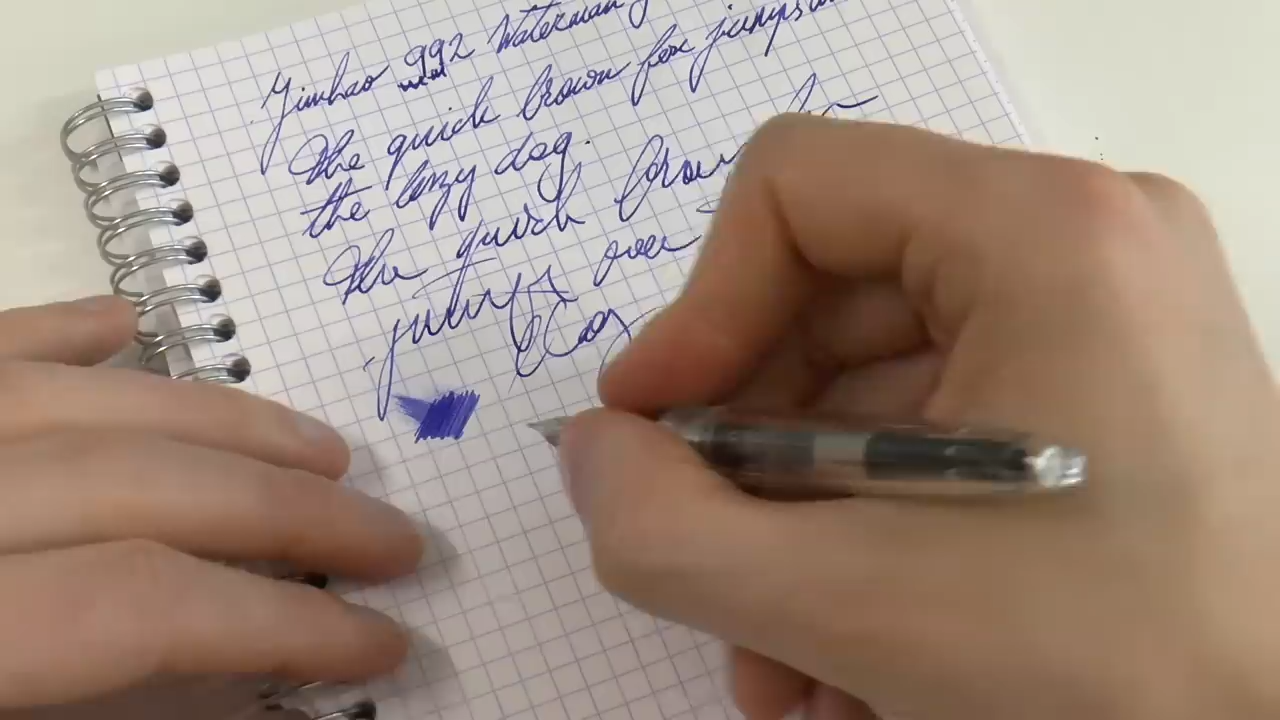 Jinhao 992 Waterman
the quick brown fox jumps
the lazy dog.
the quick brown
jumps over